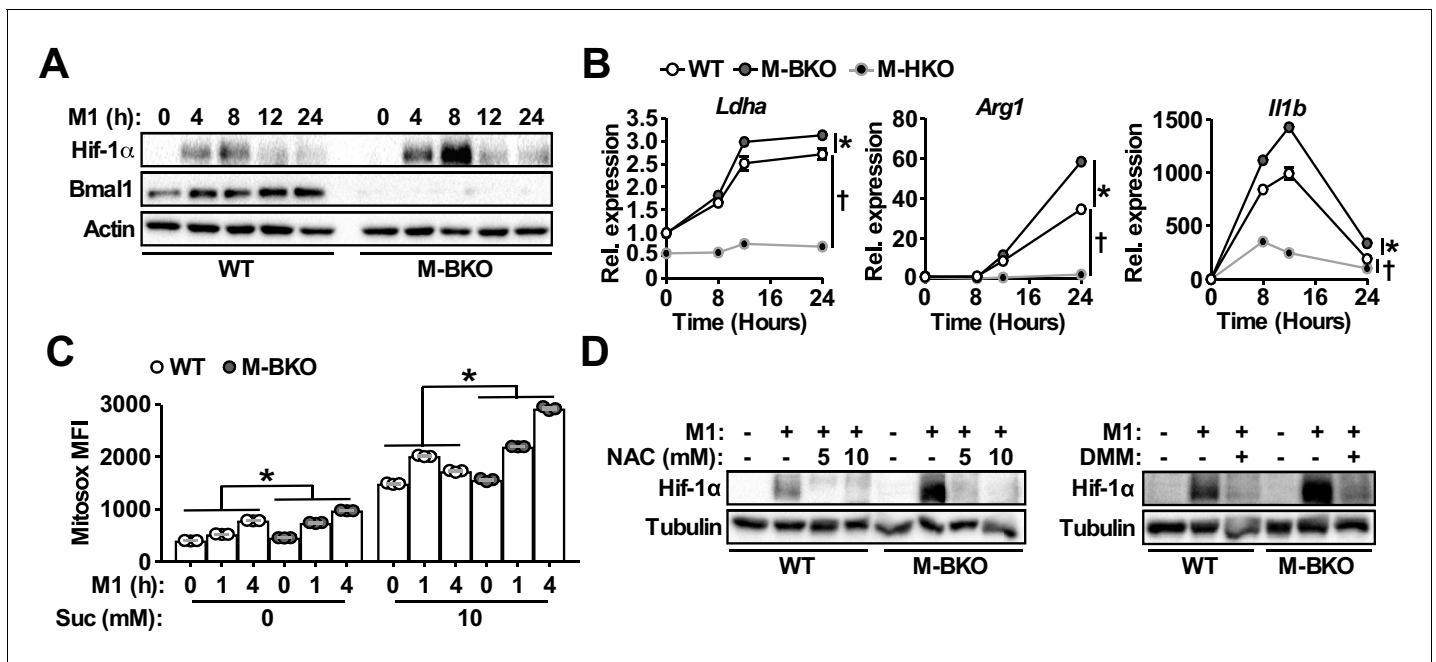 A
M1 (h): 0 4 8 12 24 0 4 8 12 24
Hif-1α
Bmal1
Actin
WT M-BKO
B
WT M-BKO M-HKO
Ldha
Rel. expression
3.5
3.0
2.5
2.0
1.5
1.0
0.5
0
*
†
0 8 16 24
Time (Hours)
Arg1
Rel. expression
80
60
40
20
0
*
†
0 8 16 24
Time (Hours)
Il1b
Rel. expression
1500
1000
500
0
*
†
0 8 16 24
Time (Hours)
C
WT M-BKO
Mitosox MFI
3000
2000
1000
0
*
*
M1 (h): 0 1 4 0 1 4 0 1 4 0 1 4
Suc (mM): 0 10
D
M1: - + + + - + + +
NAC (mM): - - 5 10 - - 5 10
Hif-1α
Tubulin
WT M-BKO
M1: - + + - + +
DMM: - - + - - +
Hif-1α
Tubulin
WT M-BKO